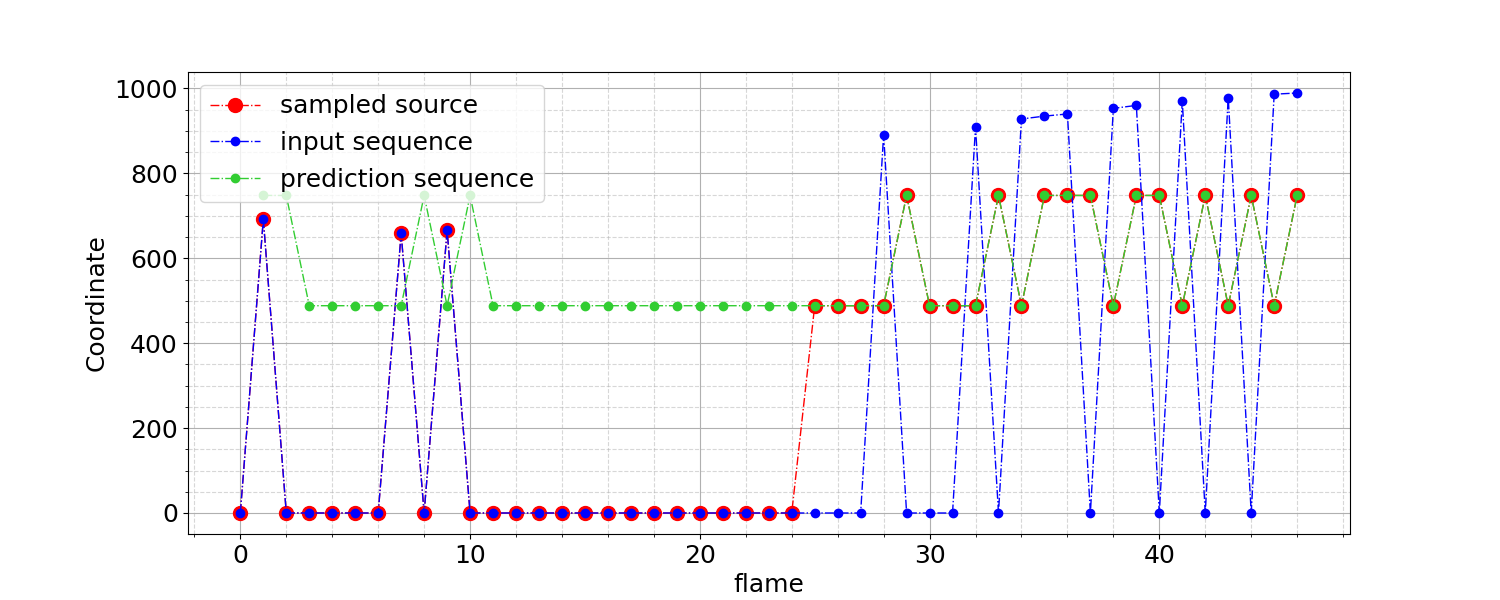 1000
800
600
400
200
0
Coordinate
sampled source
input sequence
prediction sequence
0 10 20 30 40
flame